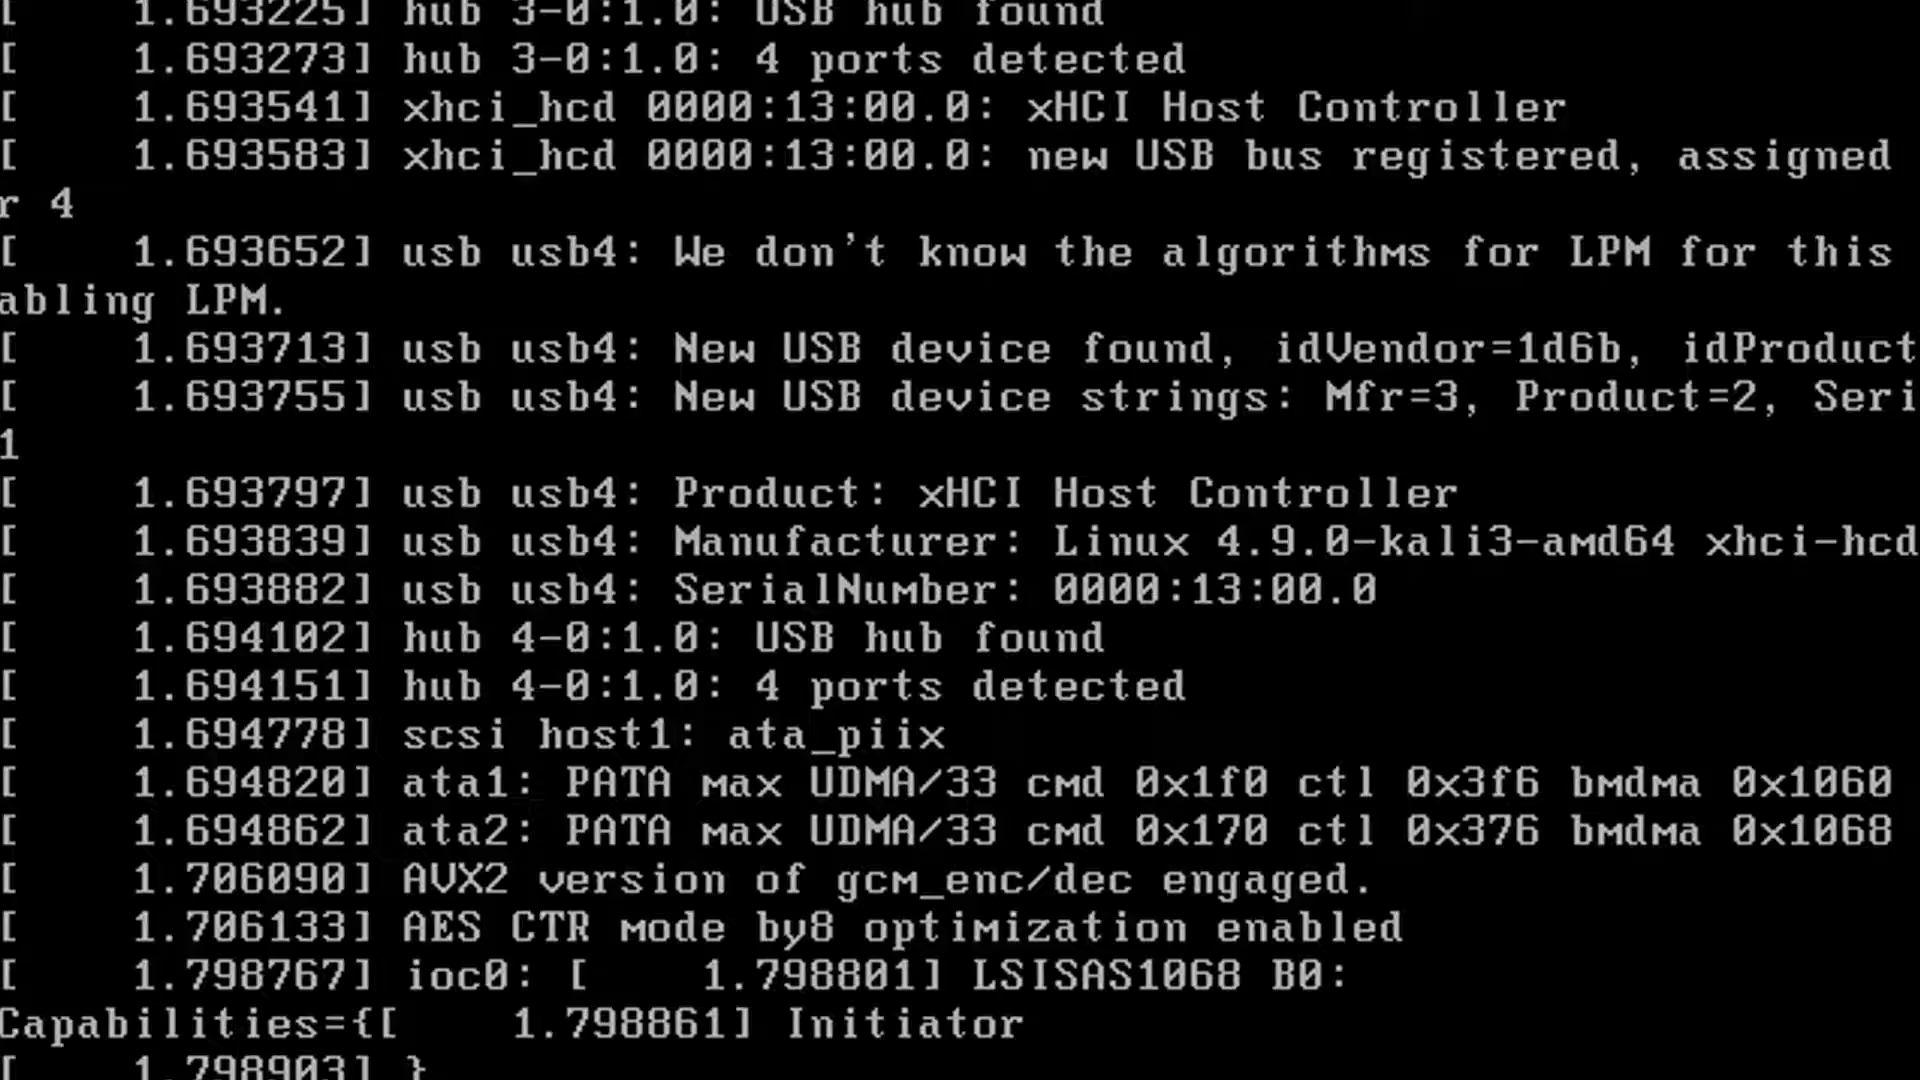 [    1.693225] hub 3-0:1.0: USB hub found
[    1.693273] hub 3-0:1.0: 4 ports detected
[    1.693541] xhci_hcd 0000:13:00.0: xHCI Host Controller
[    1.693583] xhci_hcd 0000:13:00.0: new USB bus registered, assigned
r 4
[    1.693652] usb usb4: We don't know the algorithms for LPM for this
abling LPM.
[    1.693713] usb usb4: New USB device found, idVendor=1d6b, idProduct
[    1.693755] usb usb4: New USB device strings: Mfr=3, Product=2, Seri
1
[    1.693797] usb usb4: Product: xHCI Host Controller
[    1.693839] usb usb4: Manufacturer: Linux 4.9.0-kali3-amd64 xhci-hcd
[    1.693882] usb usb4: SerialNumber: 0000:13:00.0
[    1.694102] hub 4-0:1.0: USB hub found
[    1.694151] hub 4-0:1.0: 4 ports detected
[    1.694778] scsi host1: ata_piix
[    1.694820] ata1: PATA max UDMA/33 cmd 0x1f0 ctl 0x3f6 bmdma 0x1060
[    1.694862] ata2: PATA max UDMA/33 cmd 0x170 ctl 0x376 bmdma 0x1068
[    1.706090] AVX2 version of gcm_enc/dec engaged.
[    1.706133] AES CTR mode by8 optimization enabled
[    1.798767] ioc0: [    1.798801] LSISAS1068 B0:
Capabilities={[    1.798861] Initiator
[    1.798903] }